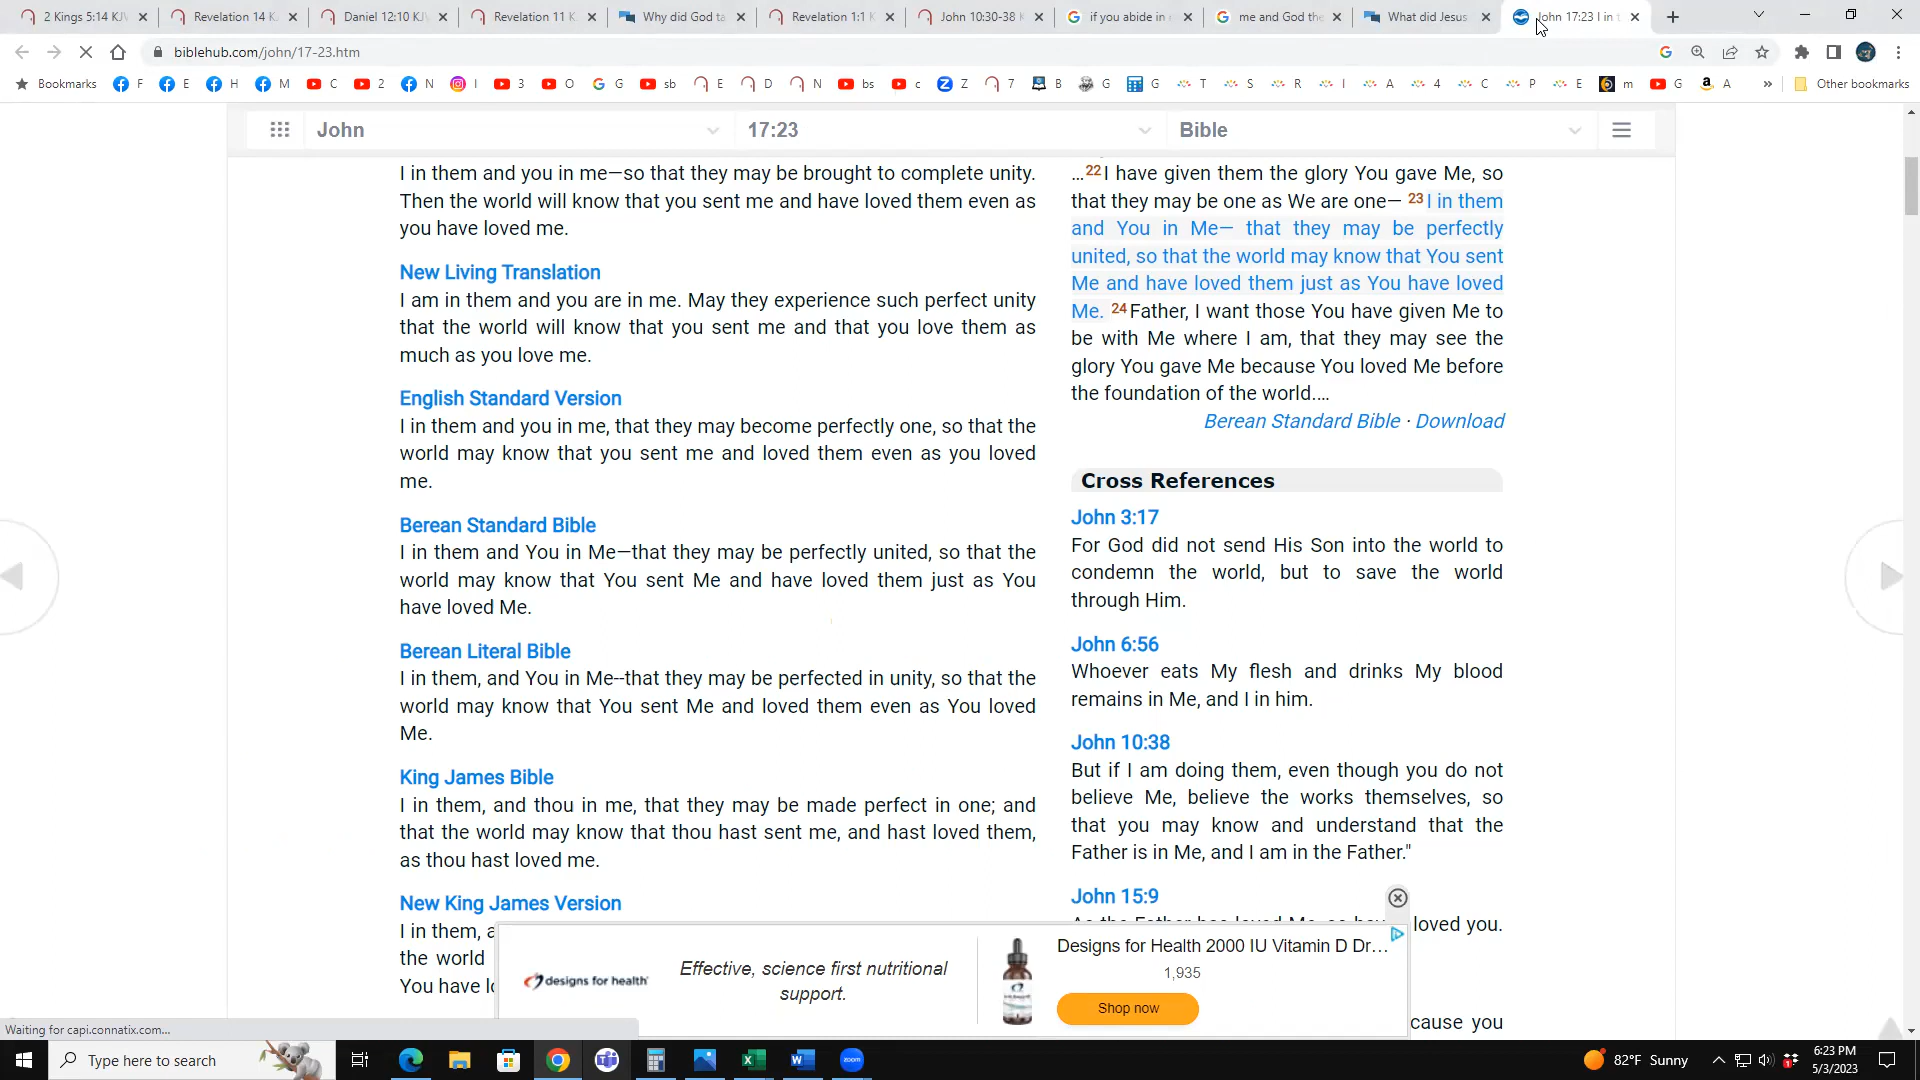 2 Kings 5:14 KJV
Revelation 14 K
Daniel 12:10 KJV
Revelation 11 K
Why did God ta
Revelation 1:1 K
John 10:30-38 K
if you abide in
me and God the
What did Jesus
John 17:23 I in t
biblehub.com/john/17-23.htm
Bookmarks F E H M C 2 N I 3 O G sb E D N bs c Z 7 B G G T S R I A 4 C P E m G A » Other bookmarks
John 17:23 Bible
I in them and you in me—so that they may be brought to complete unity.
Then the world will know that you sent me and have loved them even as
you have loved me.
New Living Translation
I am in them and you are in me. May they experience such perfect unity
that the world will know that you sent me and that you love them as
much as you love me.
English Standard Version
I in them and you in me, that they may become perfectly one, so that the
world may know that you sent me and loved them even as you loved
me.
Berean Standard Bible
I in them and You in Me—that they may be perfectly united, so that the
world may know that You sent Me and have loved them just as You
have loved Me.
Berean Literal Bible
I in them, and You in Me--that they may be perfected in unity, so that the
world may know that You sent Me and loved them even as You loved
Me.
King James Bible
I in them, and thou in me, that they may be made perfect in one; and
that the world may know that thou hast sent me, and hast loved them,
as thou hast loved me.
New King James Version
I in them, a
the world
You have lo
...22 I have given them the glory You gave Me, so
that they may be one as We are one— 23 I in them
and You in Me— that they may be perfectly
united, so that the world may know that You sent
Me and have loved them just as You have loved
Me. 24 Father, I want those You have given Me to
be with Me where I am, that they may see the
glory You gave Me because You loved Me before
the foundation of the world....
Berean Standard Bible · Download
Cross References
John 3:17
For God did not send His Son into the world to
condemn the world, but to save the world
through Him.
John 6:56
Whoever eats My flesh and drinks My blood
remains in Me, and I in him.
John 10:38
But if I am doing them, even though you do not
believe Me, believe the works themselves, so
that you may know and understand that the
Father is in Me, and I am in the Father."
John 15:9
As the Father has loved Me, so have I loved you.
cause you
designs for health
Effective, science first nutritional
support.
Designs for Health 2000 IU Vitamin D Dr...
1,935
Shop now
Waiting for capi.connatix.com...
Type here to search
zoom
82°F Sunny
6:23 PM
5/3/2023